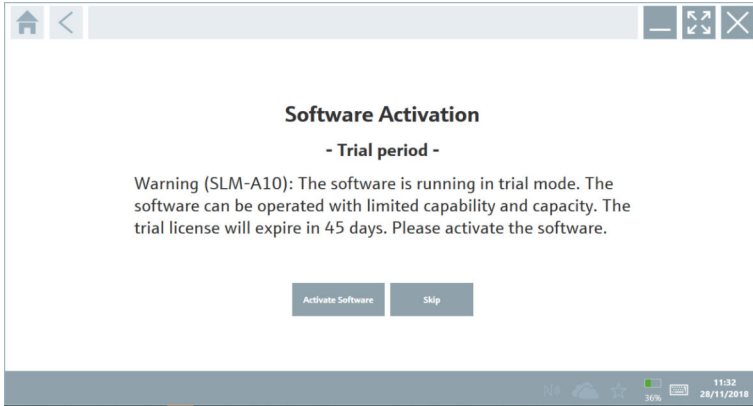 Software Activation
- Trial period -
Warning (SLM-A10): The software is running in trial mode. The
software can be operated with limited capability and capacity. The
trial license will expire in 45 days. Please activate the software.
Activate Software
Skip
36%
11:32
28/11/2018